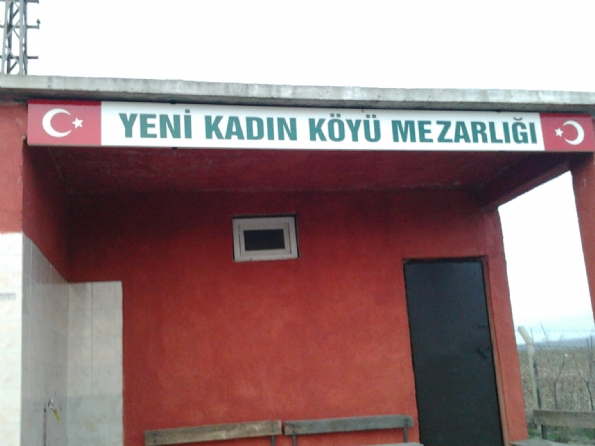 YENİ KADIN KÖYÜ MEZARLIĞI